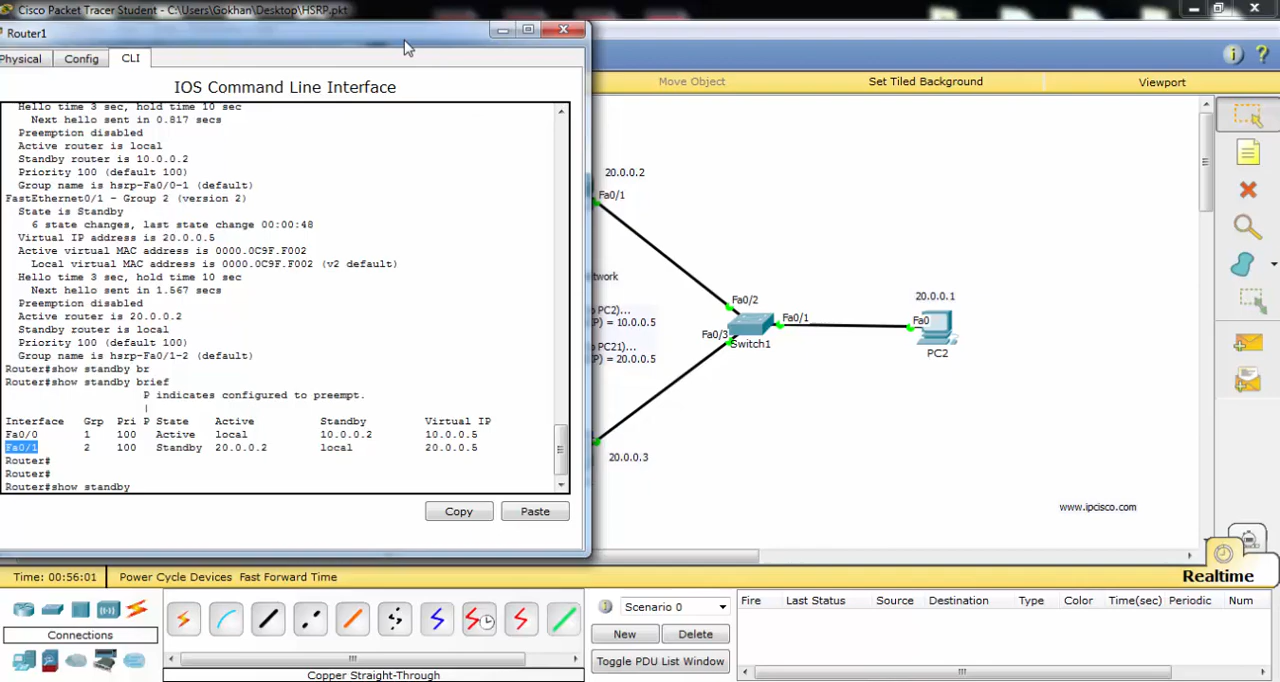 Cisco Packet Tracer Student - C:\Users\Gokhan\Desktop\HSRP.pkt
Router1
Physical Config CLI
IOS Command Line Interface
Hello time 3 sec, hold time 10 sec
Next hello sent in 0.817 secs
Preemption disabled
Active router is local
Standby router is 10.0.0.2
Priority 100 (default 100)
Group name is hsrp-Fa0/0-1 (default)
FastEthernet0/1 - Group 2 (version 2)
State is Standby
6 state changes, last state change 00:00:48
Virtual IP address is 20.0.0.5
Active virtual MAC address is 0000.0C9F.F002
Local virtual MAC address is 0000.0C9F.F002 (v2 default)
Hello time 3 sec, hold time 10 sec
Next hello sent in 1.567 secs
Preemption disabled
Active router is 20.0.0.2
Standby router is local
Priority 100 (default 100)
Group name is hsrp-Fa0/1-2 (default)
Router#show standby br
Router#show standby brief
P indicates configured to preempt.
|
Interface Grp Pri P State Active Standby Virtual IP
Fa0/0 1 100 Active local 10.0.0.2 10.0.0.5
Fa0/1 2 100 Standby 20.0.0.2 local 20.0.0.5
Router#
Router#
Router#show standby
Copy Paste
Move Object Set Tiled Background Viewport
20.0.0.2
Fa0/1
twork
PC2)...
P) = 10.0.0.5
PC21)...
P) = 20.0.0.5
Fa0/2
Fa0/1
Fa0/3
Switch1
20.0.0.1
Fa0
PC2
20.0.0.3
www.ipcisco.com
Time: 00:56:01 Power Cycle Devices Fast Forward Time
Realtime
Connections
Copper Straight-Through
Scenario 0
New Delete
Toggle PDU List Window
Fire Last Status Source Destination Type Color Time(sec) Periodic Num